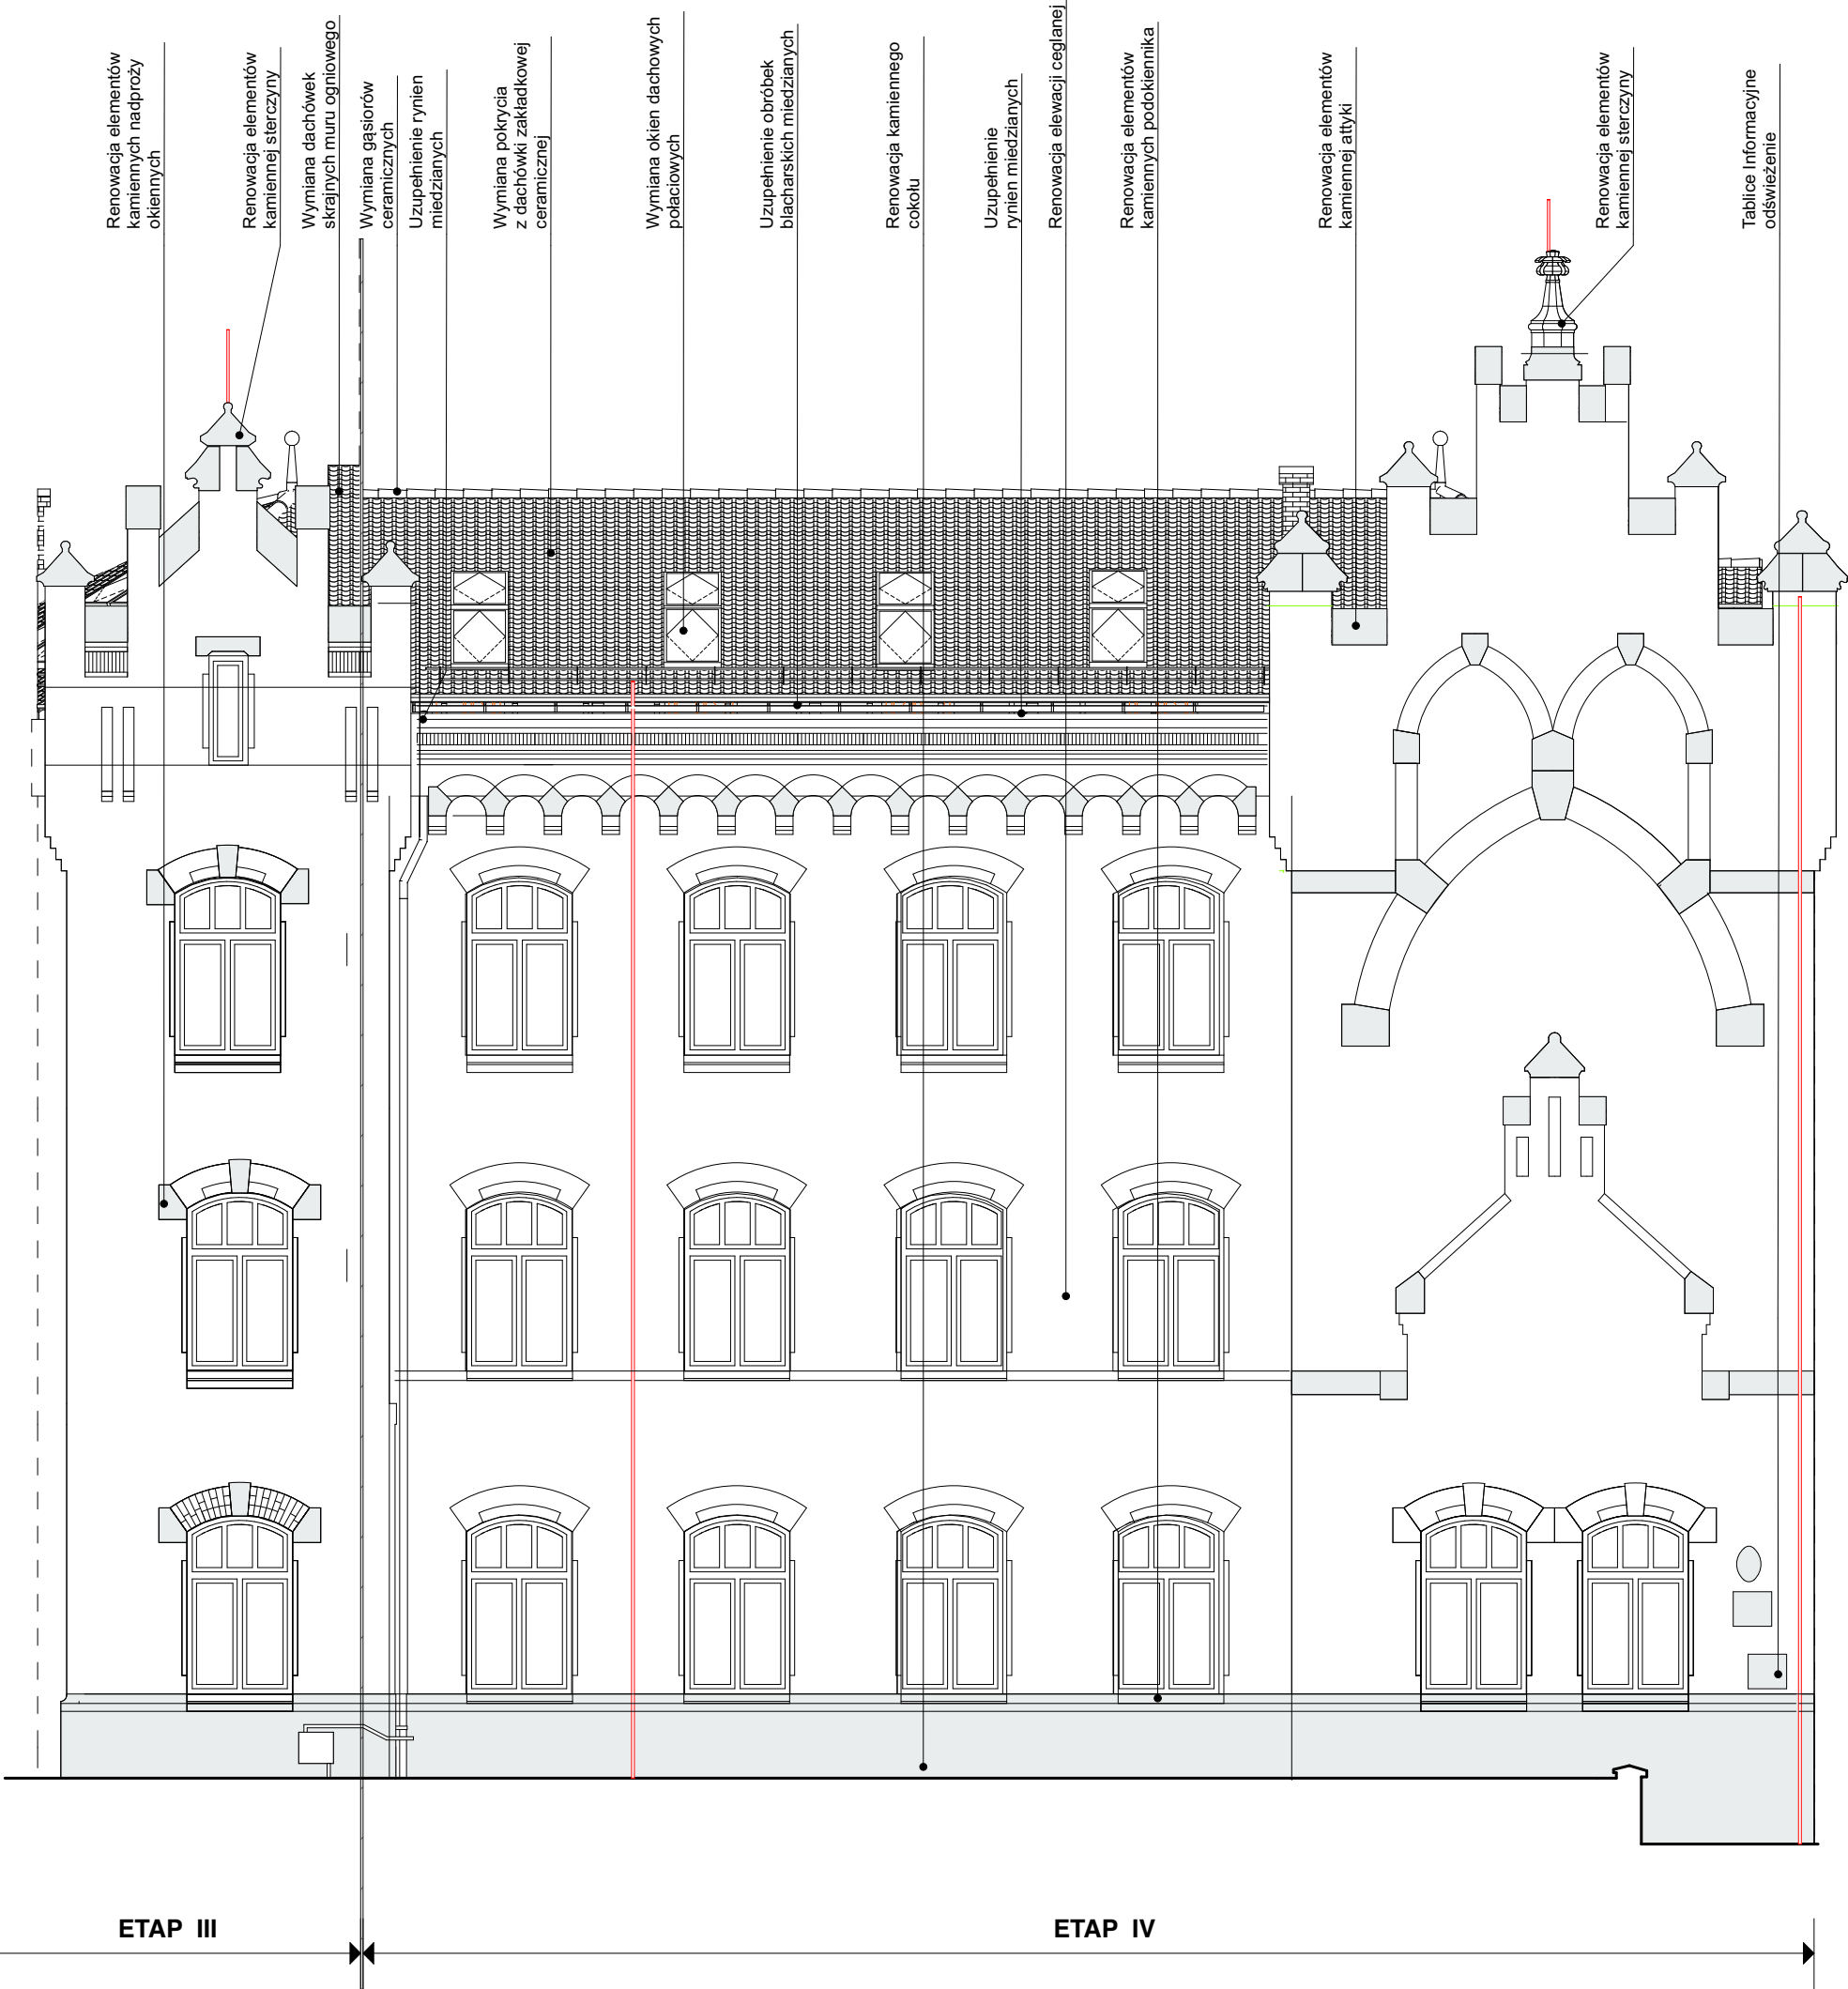 Renowacja elementów
kamiennych nadproży
okiennych
Renowacja elementów
kamiennej sterczyny
Wymiana dachówek
skrajnych muru ogniowego
Wymiana gąsiorów
ceramicznych
Uzupełnienie rynien
miedzianych
Wymiana pokrycia
z dachówki zakładkowej
ceramicznej
Wymiana okien dachowych
połaciowych
Uzupełnienie obróbek
blacharskich miedzianych
Renowacja kamiennego
cokołu
Uzupełnienie
rynien miedzianych
Renowacja elewacji ceglanej
Renowacja elementów
kamiennych podokiennika
Renowacja elementów
kamiennej attyki
Renowacja elementów
kamiennej sterczyny
Tablice Informacyjne
odświeżenie
ETAP III
ETAP IV